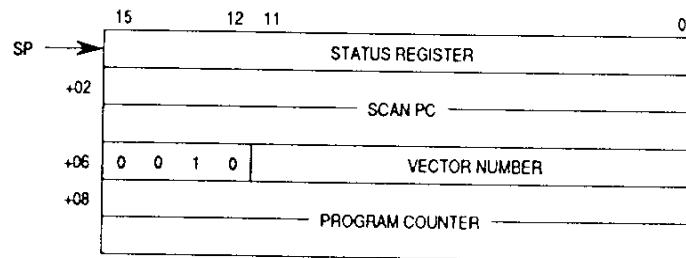 15 12 11 0
SP STATUS REGISTER
+02
SCAN PC
+06 0 0 1 0 VECTOR NUMBER
+08
PROGRAM COUNTER